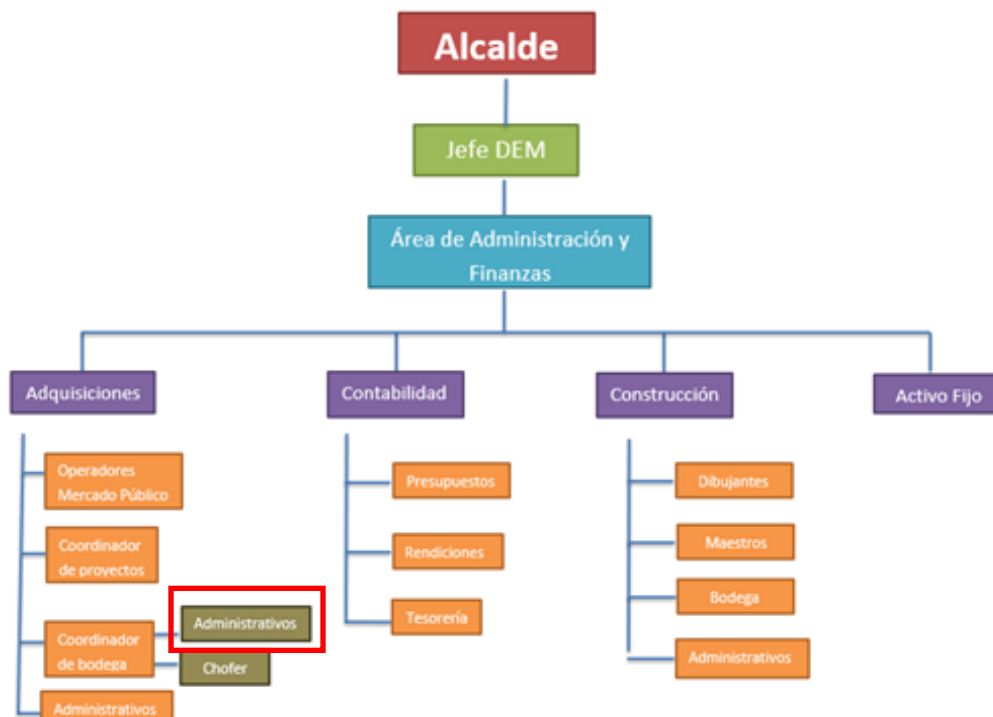 Alcalde
Jefe DEM
Área de Administración y
Finanzas
Adquisiciones
Contabilidad
Construcción
Activo Fijo
Operadores
Mercado Público
Coordinador
de proyectos
Coordinador
de bodega
Administrativos
Chofer
Administrativos
Presupuestos
Rendiciones
Tesorería
Dibujantes
Maestros
Bodega
Administrativos